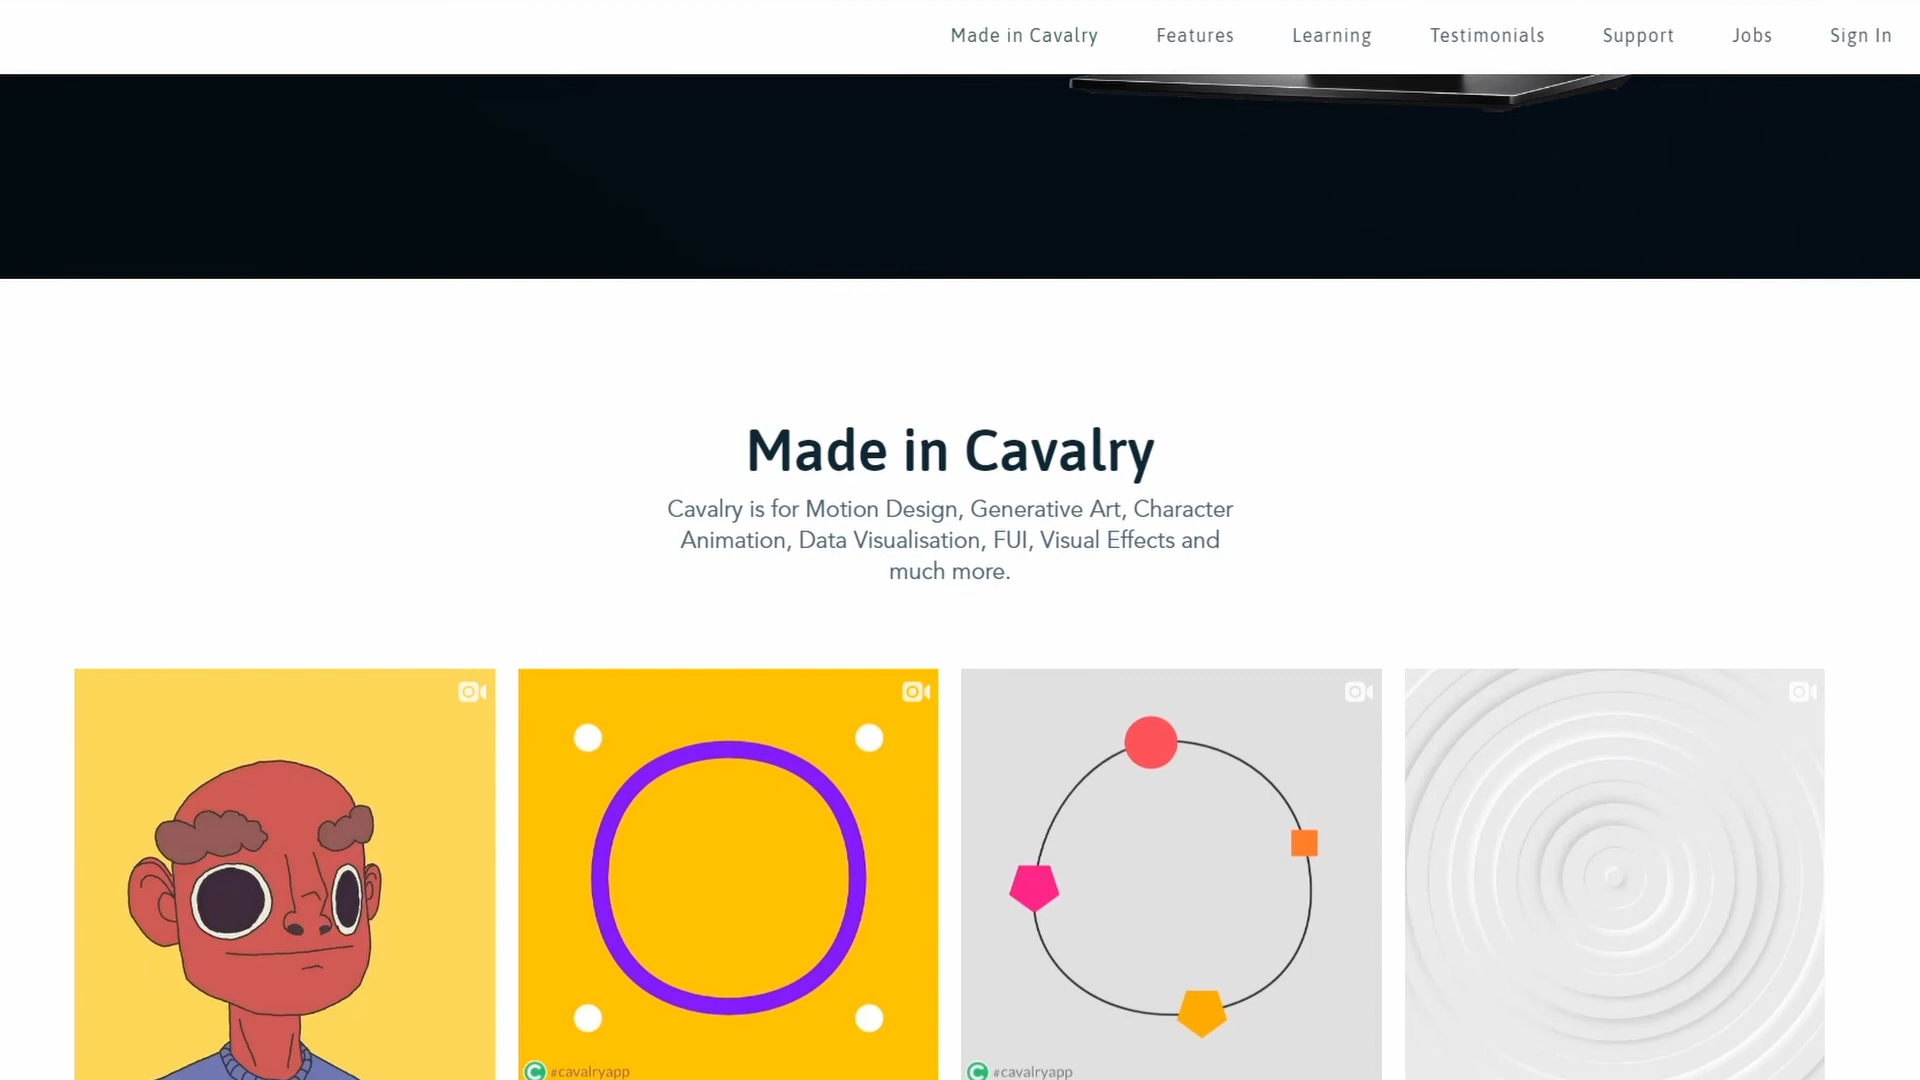 Made in Cavalry Features Learning Testimonials Support Jobs Sign In
Made in Cavalry
Cavalry is for Motion Design, Generative Art, Character
Animation, Data Visualisation, FUI, Visual Effects and
much more.
C #cavalryapp
C #cavalryapp